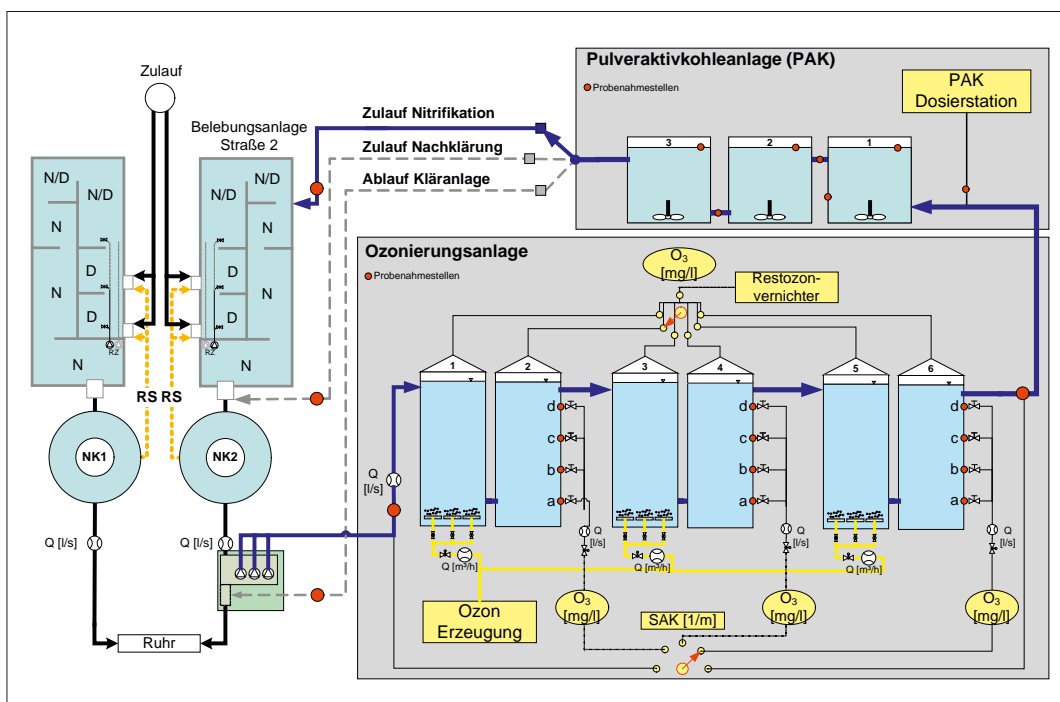 Zulauf
Belebungsanlage
Straße 2
N/D
N/D
N
D
N
D
N
RZ
N/D
N/D
N
D
N
D
RZ
N
RS
RS
NK1
NK2
Q [l/s]
Q [l/s]
Ruhr
Zulauf Nitrifikation
Zulauf Nachklärung
Ablauf Kläranlage
Pulveraktivkohleanlage (PAK)
Probenahmestellen
PAK
Dosierstation
3
2
1
Ozonierungsanlage
Probenahmestellen
O3
[mg/l]
Restozon-
vernichter
1
2
3
4
5
6
d
c
b
a
d
c
b
a
d
c
b
a
Q
[l/s]
Q
[l/s]
Q
[l/s]
Q
[l/s]
Q [m³/h]
Q [m³/h]
Q [m³/h]
Ozon
Erzeugung
O3
[mg/l]
SAK [1/m]
O3
[mg/l]
O3
[mg/l]